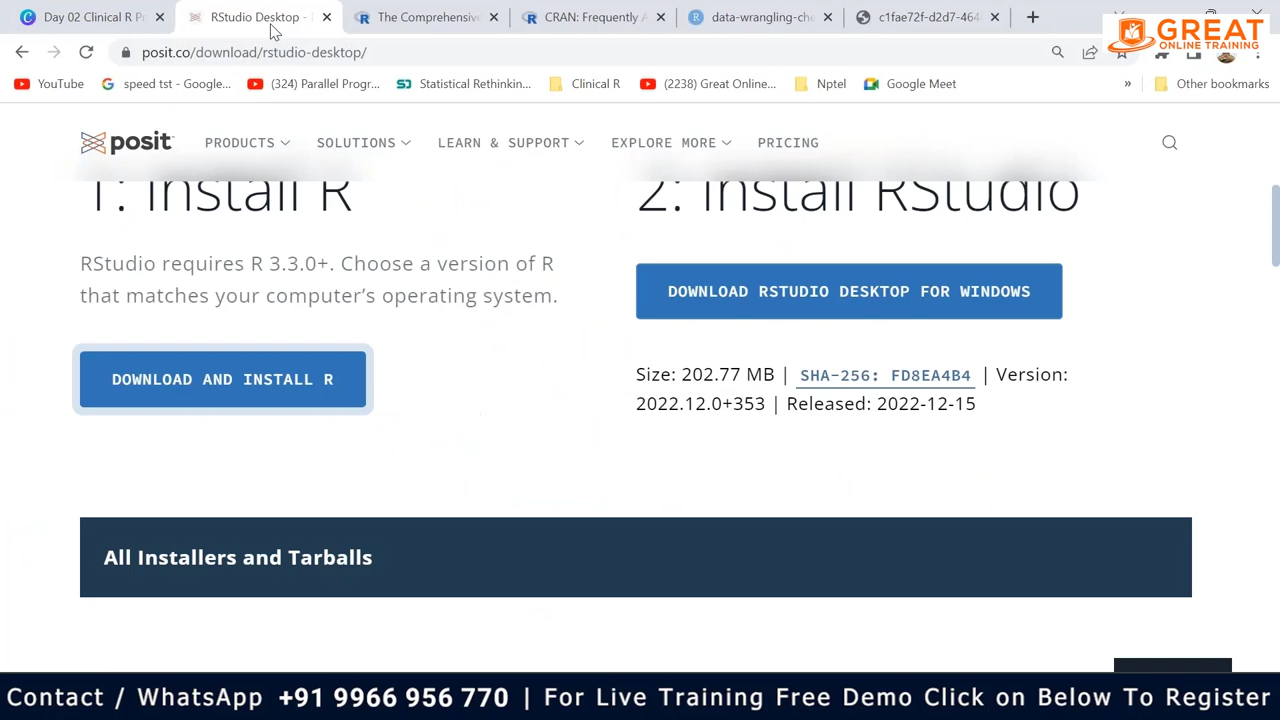 Day 02 Clinical R P
RStudio Desktop -
The Comprehensive
CRAN: Frequently A
data-wrangling-che
c1fae72f-d2d7-464
GREAT
ONLINE TRAINING
posit.co/download/rstudio-desktop/
YouTube
speed tst - Google...
(324) Parallel Progr...
Statistical Rethinkin...
Clinical R
(2238) Great Online...
Nptel
Google Meet
»
Other bookmarks
posit
PRODUCTS
SOLUTIONS
LEARN & SUPPORT
EXPLORE MORE
PRICING
1: Install R
2: Install RStudio
RStudio requires R 3.3.0+. Choose a version of R
that matches your computer's operating system.
DOWNLOAD AND INSTALL R
DOWNLOAD RSTUDIO DESKTOP FOR WINDOWS
Size: 202.77 MB | SHA-256: FD8EA4B4 | Version:
2022.12.0+353 | Released: 2022-12-15
All Installers and Tarballs
Contact / WhatsApp +91 9966 956 770 | For Live Training Free Demo Click on Below To Register